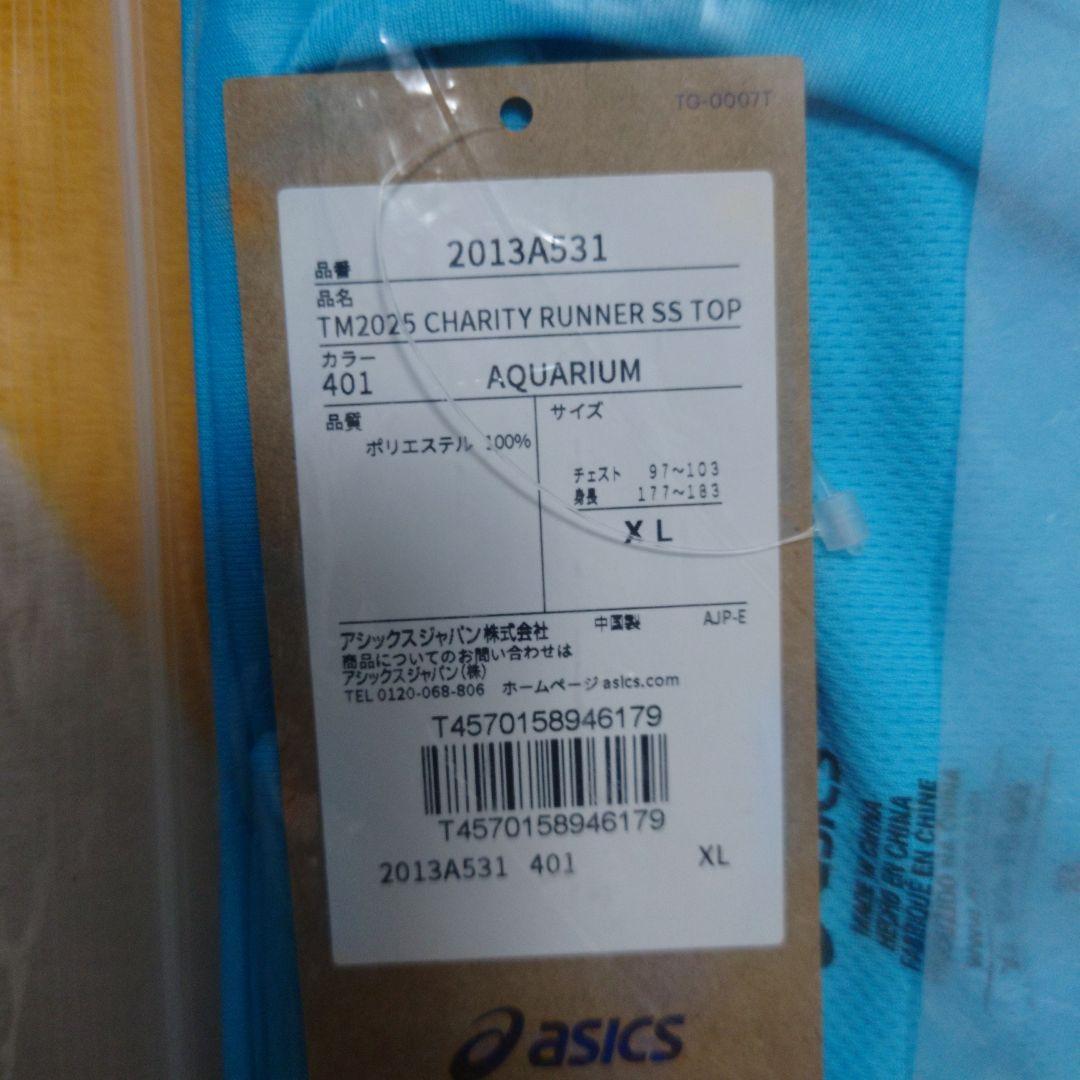 TO-0007T
品番 2013A531
品名
TM2025 CHARITY RUNNER SS TOP
カラー
401 AQUARIUM
品質
ポリエステル 100%
サイズ
チェスト 97~103
身長 177~183
XL
アシックスジャパン株式会社 中国製 AJP-E
商品についてのお問い合わせは
アシックスジャパン(株)
TEL 0120-068-806 ホームページ asics.com
T4570158946179
T4570158946179
2013A531 401 XL
asics
MADE IN CHINA
HECHO EN CHINA
FABRIQUÉ EN CHINE